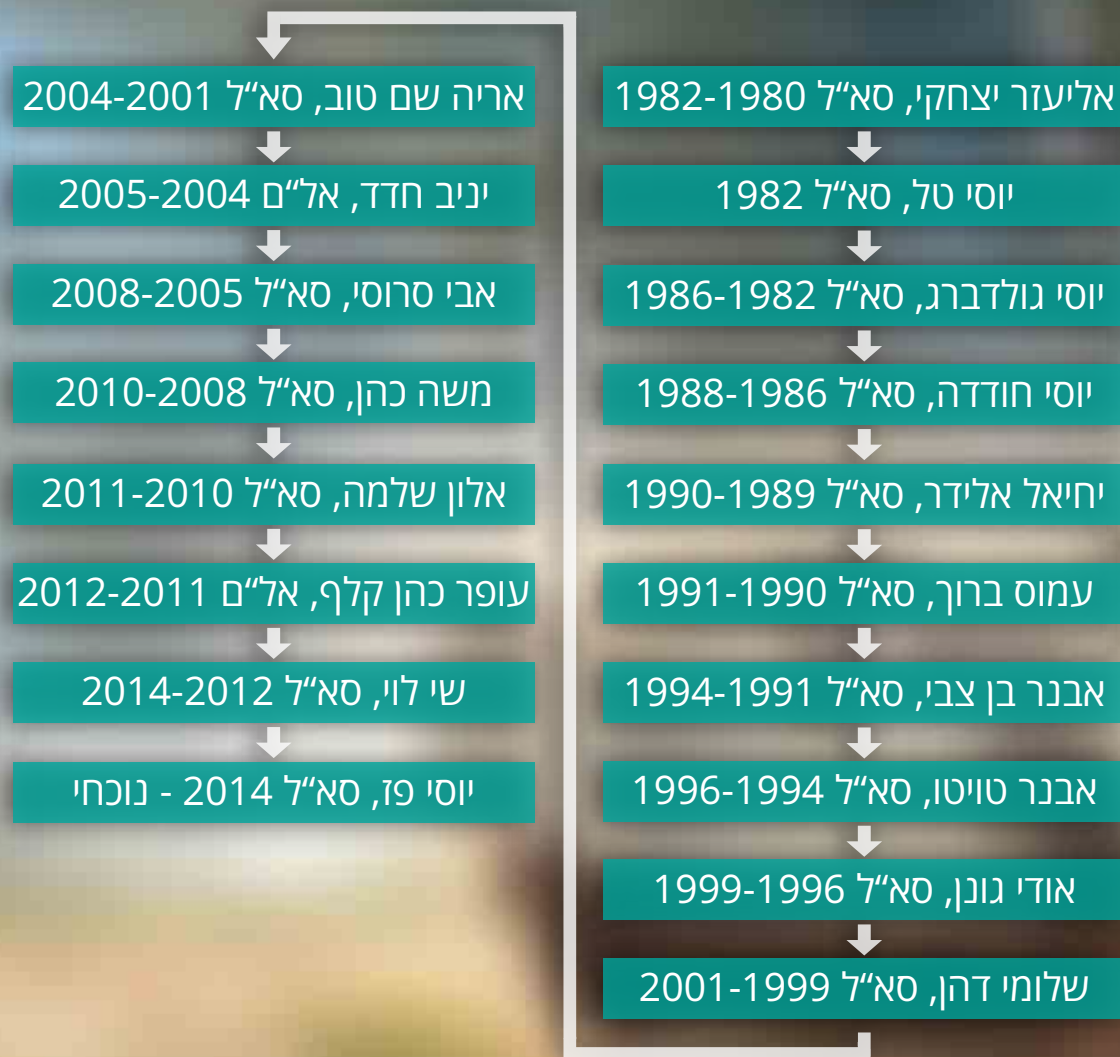 אליעזר יצחקי, סא“ל 1982-1980
יוסי טל, סא“ל 1982
יוסי גולדברג, סא“ל 1986-1982
יוסי חודדה, סא“ל 1988-1986
יחיאל אלידר, סא“ל 1990-1989
עמוס ברוך, סא“ל 1991-1990
אבנר בן צבי, סא“ל 1994-1991
אבנר טויטו, סא“ל 1996-1994
אודי גונן, סא“ל 1999-1996
שלומי דהן, סא“ל 2001-1999
אריה שם טוב, סא“ל 2004-2001
יניב חדד, אל“ם 2005-2004
אבי סרוסי, סא“ל 2008-2005
משה כהן, סא“ל 2010-2008
אלון שלמה, סא“ל 2011-2010
עופר כהן קלף, אל“ם 2012-2011
שי לוי, סא“ל 2014-2012
יוסי פז, סא“ל 2014 - נוכחי